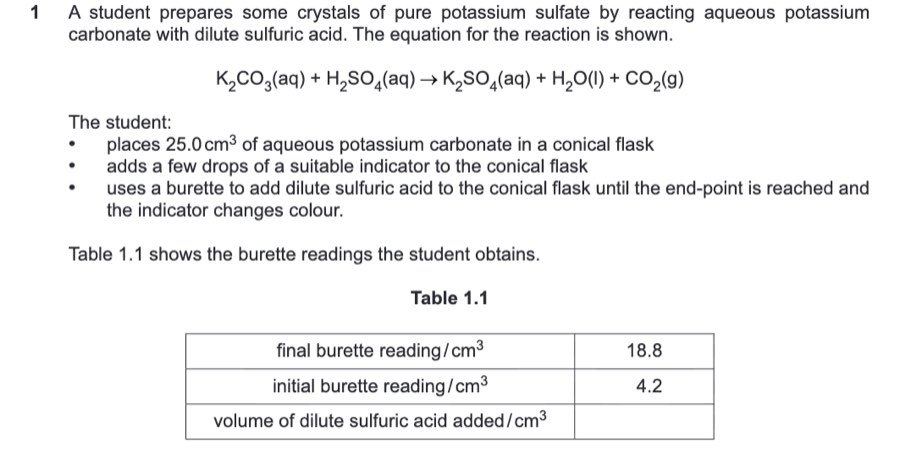 1 A student prepares some crystals of pure potassium sulfate by reacting aqueous potassium
carbonate with dilute sulfuric acid. The equation for the reaction is shown.
K₂CO₃(aq) + H₂SO₄(aq) → K₂SO₄(aq) + H₂O(l) + CO₂(g)
The student:
• places 25.0 cm³ of aqueous potassium carbonate in a conical flask
• adds a few drops of a suitable indicator to the conical flask
• uses a burette to add dilute sulfuric acid to the conical flask until the end-point is reached and
the indicator changes colour.
Table 1.1 shows the burette readings the student obtains.
Table 1.1
final burette reading/cm³ 18.8
initial burette reading/cm³ 4.2
volume of dilute sulfuric acid added/cm³